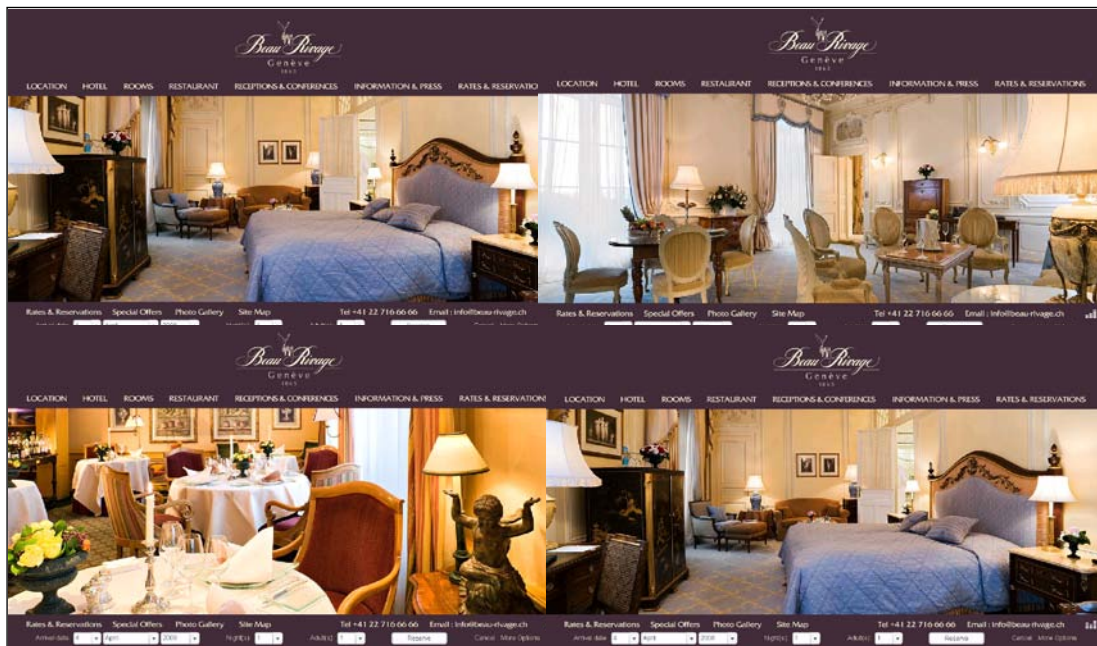 Beau Rivage
Genève
1865
LOCATION HOTEL ROOMS RESTAURANT RECEPTIONS & CONFERENCES INFORMATION & PRESS RATES & RESERVATIO
Rates & Reservations Special Offers Photo Gallery Site Map Tel +41 22 716 66 66 Email : info@beau-rivage.ch
Beau Rivage
Genève
1865
LOCATION HOTEL ROOMS RESTAURANT RECEPTIONS & CONFERENCES INFORMATION & PRESS RATES & RESERVATIONS
Rates & Reservations Special Offers Photo Gallery Site Map Tel +41 22 716 66 66 Email : info@beau-rivage.ch
Beau Rivage
Genève
1865
LOCATION HOTEL ROOMS RESTAURANT RECEPTIONS & CONFERENCES INFORMATION & PRESS RATES & RESERVATIONS
Rates & Reservations Special Offers Photo Gallery Site Map Tel +41 22 716 66 66 Email : info@beau-rivage.ch
Arrival date: 4 April 2009 Night(s): 1 Adult(s): 1 Reserve Cancel More Options
Beau Rivage
Genève
1865
LOCATION HOTEL ROOMS RESTAURANT RECEPTIONS & CONFERENCES INFORMATION & PRESS RATES & RESERVATIONS
Rates & Reservations Special Offers Photo Gallery Site Map Tel +41 22 716 66 66 Email : info@beau-rivage.ch
Arrival date: 4 April 2009 Night(s): 1 Adult(s): 1 Reserve Cancel More Options